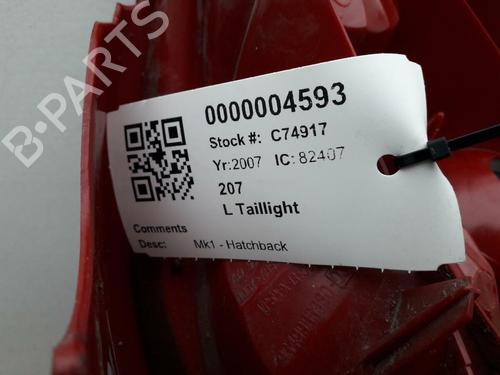 B-PARTS
0000004593
Stock #: C74917
Yr:2007 IC: 82407
207
L Taillight
Comments
Desc: Mk1 - Hatchback